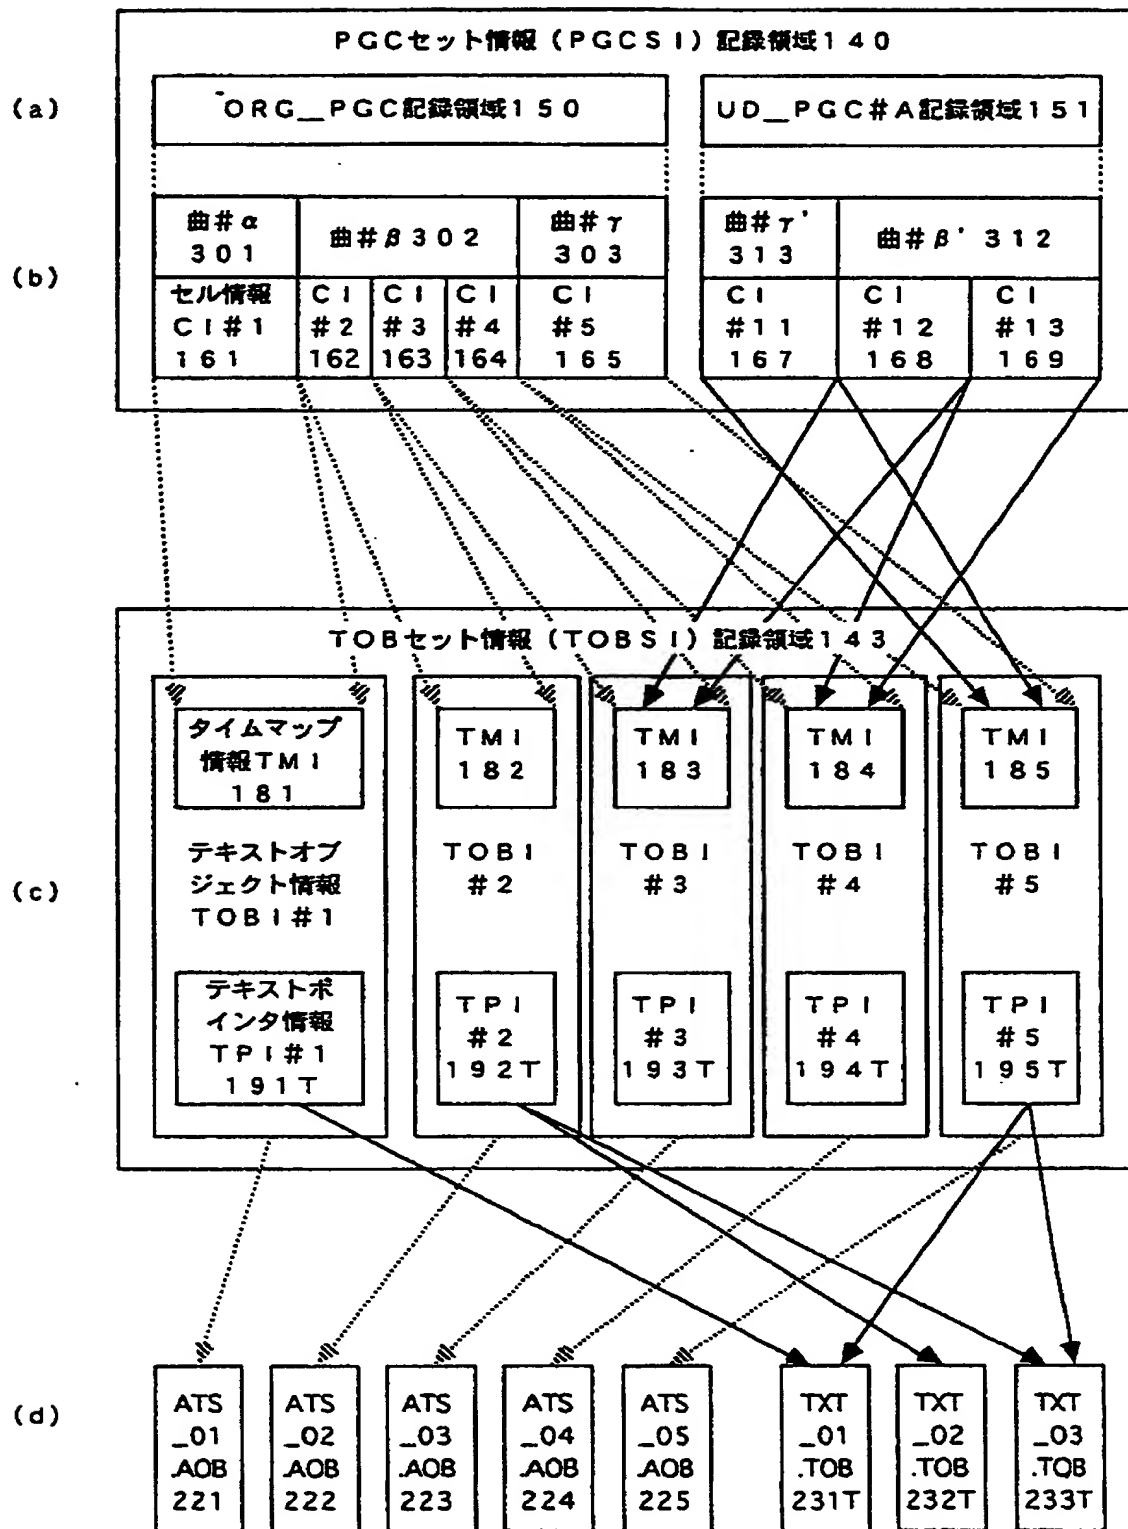 PGCセット情報(PGCSI)記録領域140
(a)
ORG__PGC記録領域150
UD__PGC#A記録領域151
(b)
曲#α
301
曲#β302
曲#γ
303
曲#γ'
313
曲#β'312
セル情報
CI#1
161
CI
#2
162
CI
#3
163
CI
#4
164
CI
#5
165
CI
#11
167
CI
#12
168
CI
#13
169
TOBセット情報(TOBSI)記録領域143
(c)
タイムマップ
情報TMI
181
TMI
182
TMI
183
TMI
184
TMI
185
テキストオブ
ジェクト情報
TOBI#1
TOBI
#2
TOBI
#3
TOBI
#4
TOBI
#5
テキストポ
インタ情報
TPI#1
191T
TPI
#2
192T
TPI
#3
193T
TPI
#4
194T
TPI
#5
195T
(d)
ATS
_01
.AOB
221
ATS
_02
.AOB
222
ATS
_03
.AOB
223
ATS
_04
.AOB
224
ATS
_05
.AOB
225
TXT
_01
.TOB
231T
TXT
_02
.TOB
232T
TXT
_03
.TOB
233T